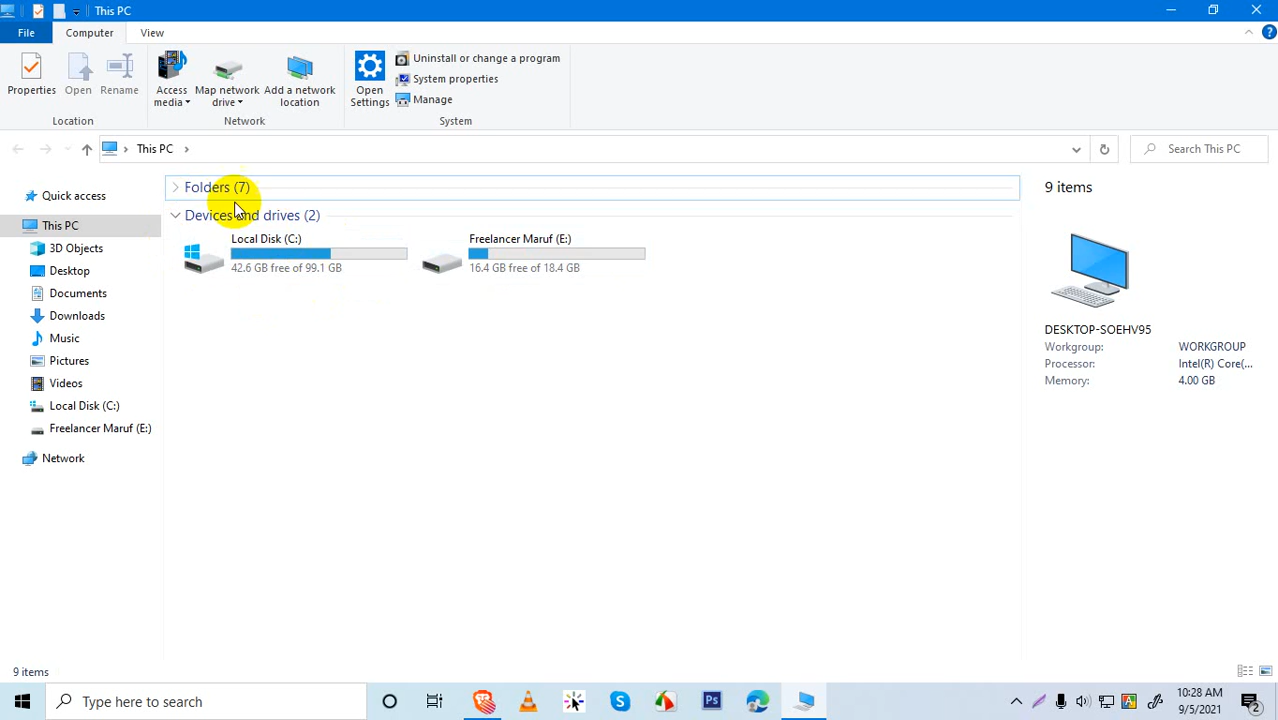 This PC
File Computer View
Properties Open Rename Access media Map network drive Add a network location Open Settings Uninstall or change a program
System properties
Manage
Location Network System
This PC Search This PC
Quick access
This PC
3D Objects
Desktop
Documents
Downloads
Music
Pictures
Videos
Local Disk (C:)
Freelancer Maruf (E:)
Network
Folders (7)
Devices and drives (2)
Local Disk (C:)
42.6 GB free of 99.1 GB
Freelancer Maruf (E:)
16.4 GB free of 18.4 GB
9 items
DESKTOP-SOEHV95
Workgroup: WORKGROUP
Processor: Intel(R) Core(...
Memory: 4.00 GB
9 items
Type here to search
Ps
10:28 AM
9/5/2021
2